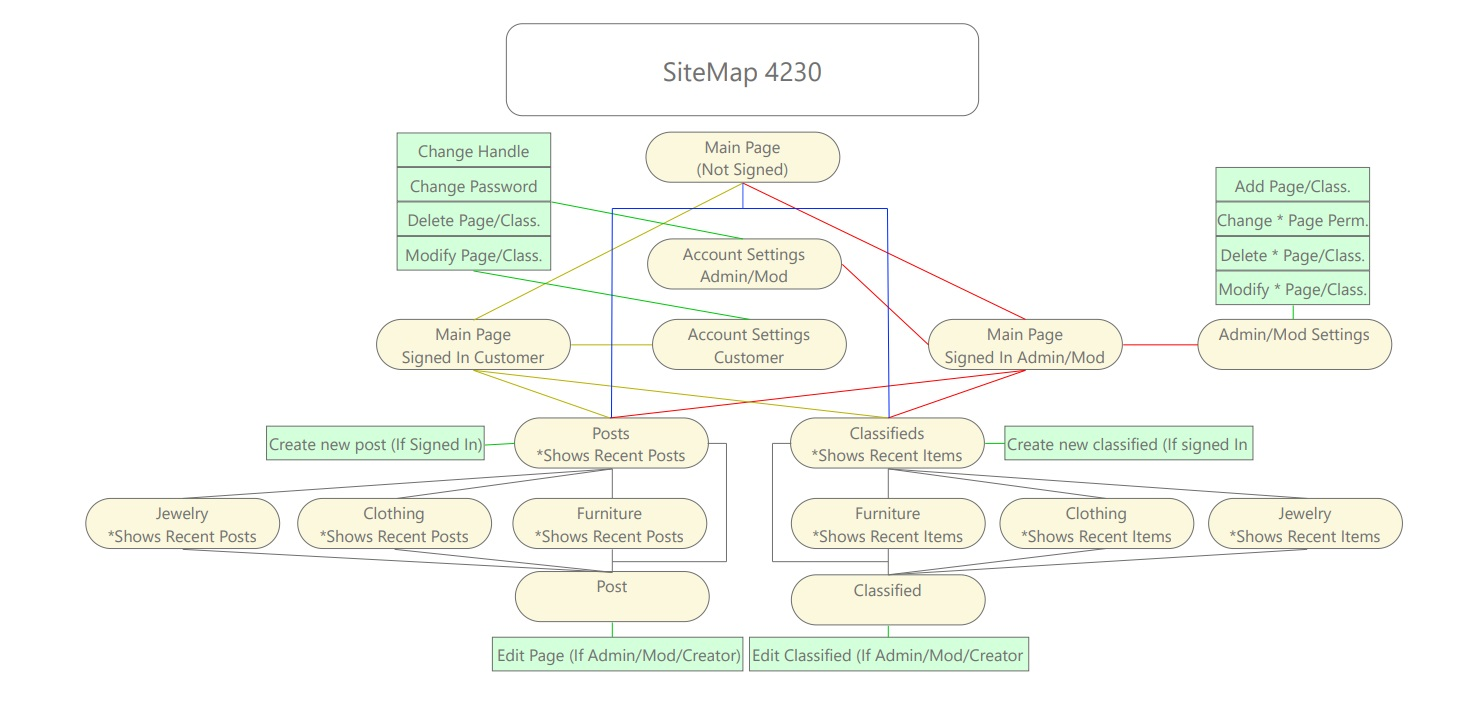 SiteMap 4230
Change Handle
Change Password
Delete Page/Class.
Modify Page/Class.
Main Page
(Not Signed)
Add Page/Class.
Change * Page Perm.
Delete * Page/Class.
Modify * Page/Class.
Account Settings
Admin/Mod
Main Page
Signed In Customer
Account Settings
Customer
Main Page
Signed In Admin/Mod
Admin/Mod Settings
Create new post (If Signed In)
Posts
*Shows Recent Posts
Classifieds
*Shows Recent Items
Create new classified (If signed In
Jewelry
*Shows Recent Posts
Clothing
*Shows Recent Posts
Furniture
*Shows Recent Posts
Furniture
*Shows Recent Items
Clothing
*Shows Recent Items
Jewelry
*Shows Recent Items
Post
Classified
Edit Page (If Admin/Mod/Creator)
Edit Classified (If Admin/Mod/Creator